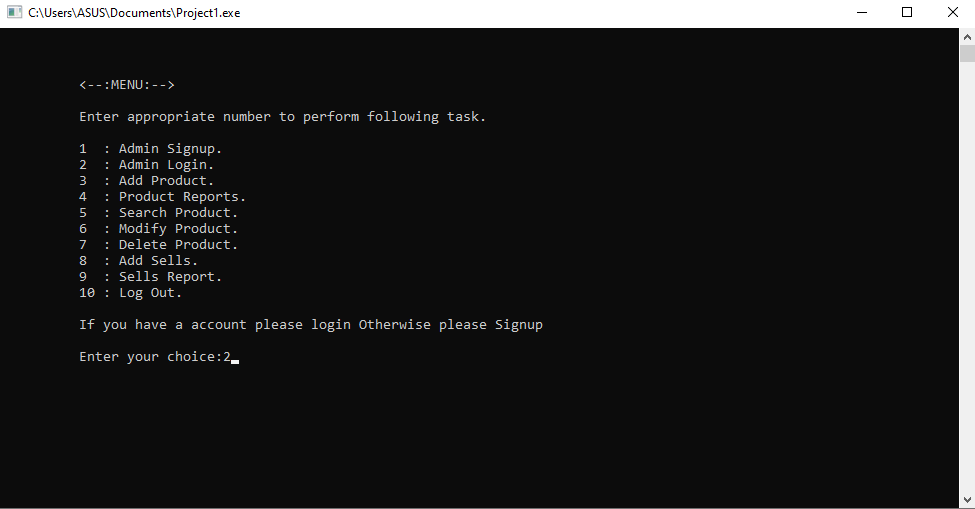 C:\Users\ASUS\Documents\Project1.exe
<--:MENU:-->
Enter appropriate number to perform following task.
1  : Admin Signup.
2  : Admin Login.
3  : Add Product.
4  : Product Reports.
5  : Search Product.
6  : Modify Product.
7  : Delete Product.
8  : Add Sells.
9  : Sells Report.
10 : Log Out.
If you have a account please login Otherwise please Signup
Enter your choice:2